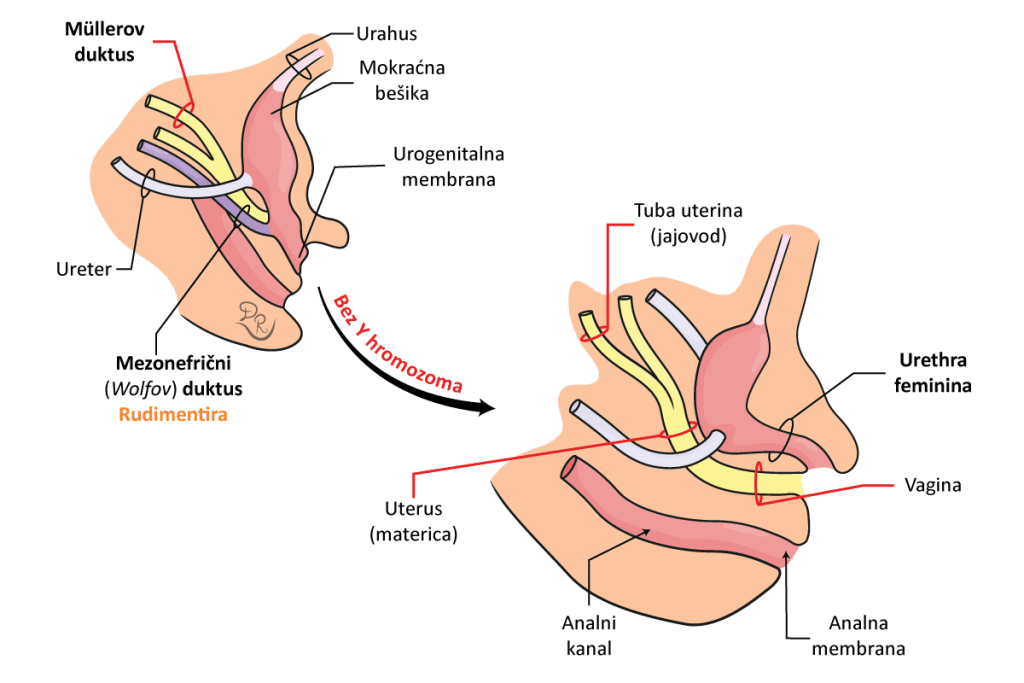 Müllerov
duktus
Urahus
Mokraćna
bešika
Urogenitalna
membrana
Ureter
Mezonefrični
(Wolfov) duktus
Rudimentira
Bez Y hromozoma
Tuba uterina
(jajovod)
Urethra
feminina
Uterus
(materica)
Vagina
Analni
kanal
Analna
membrana